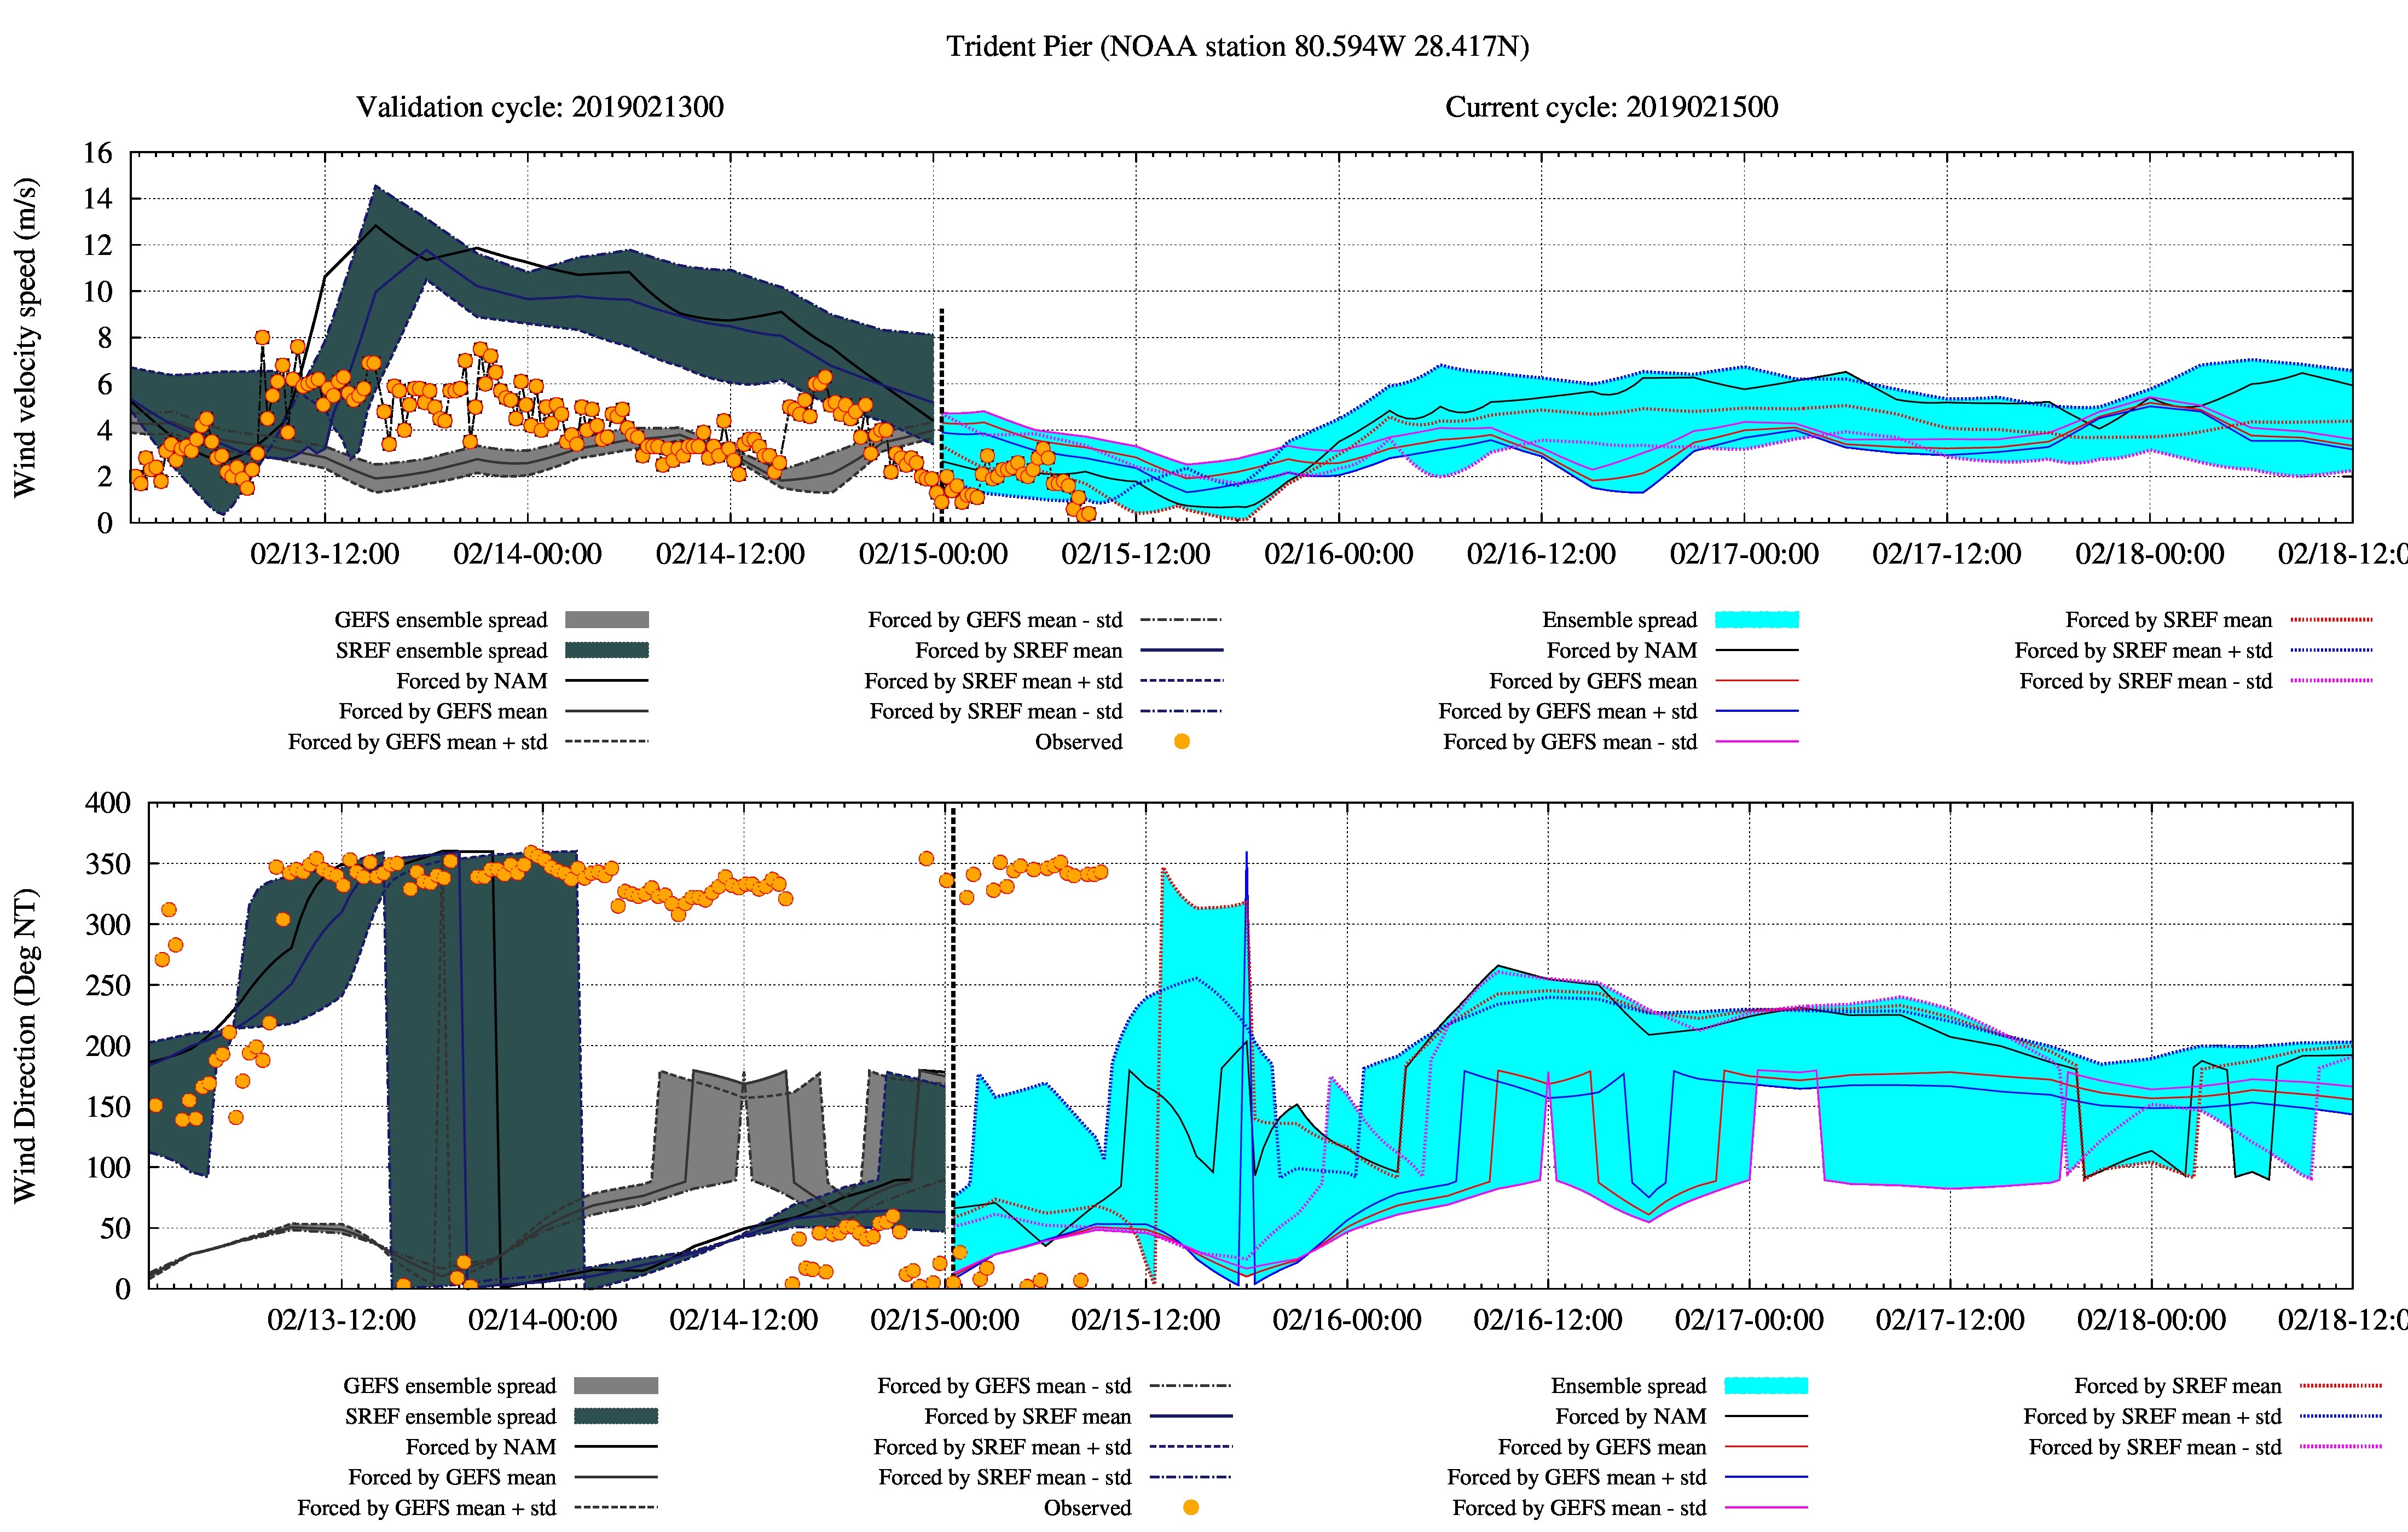 Trident Pier (NOAA station 80.594W 28.417N)
Validation cycle: 2019021300
Current cycle: 2019021500
Wind velocity speed (m/s)
16
14
12
10
8
6
4
2
0
02/13-12:00 02/14-00:00 02/14-12:00 02/15-00:00 02/15-12:00 02/16-00:00 02/16-12:00 02/17-00:00 02/17-12:00 02/18-00:00 02/18-12:0
GEFS ensemble spread
SREF ensemble spread
Forced by NAM
Forced by GEFS mean
Forced by GEFS mean + std
Forced by GEFS mean - std
Forced by SREF mean
Forced by SREF mean + std
Forced by SREF mean - std
Observed
Ensemble spread
Forced by NAM
Forced by GEFS mean
Forced by GEFS mean + std
Forced by GEFS mean - std
Forced by SREF mean
Forced by SREF mean + std
Forced by SREF mean - std
Wind Direction (Deg NT)
400
350
300
250
200
150
100
50
0
02/13-12:00 02/14-00:00 02/14-12:00 02/15-00:00 02/15-12:00 02/16-00:00 02/16-12:00 02/17-00:00 02/17-12:00 02/18-00:00 02/18-12:0
GEFS ensemble spread
SREF ensemble spread
Forced by NAM
Forced by GEFS mean
Forced by GEFS mean + std
Forced by GEFS mean - std
Forced by SREF mean
Forced by SREF mean + std
Forced by SREF mean - std
Observed
Ensemble spread
Forced by NAM
Forced by GEFS mean
Forced by GEFS mean + std
Forced by GEFS mean - std
Forced by SREF mean
Forced by SREF mean + std
Forced by SREF mean - std